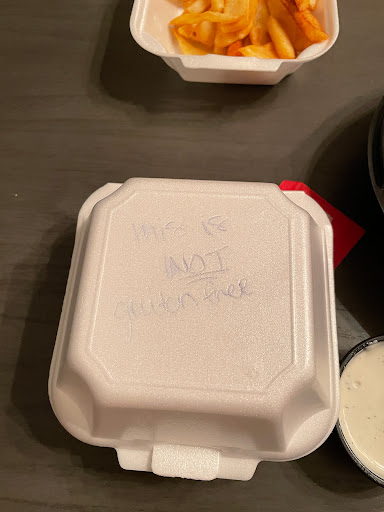 this is
NOT
gluten free